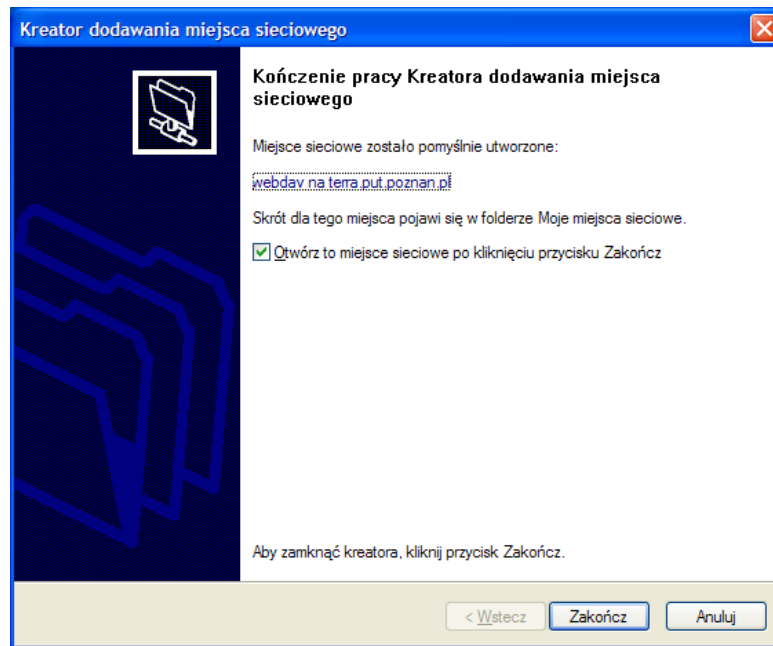 Kreator dodawania miejsca sieciowego
Kończenie pracy Kreatora dodawania miejsca
sieciowego
Miejsce sieciowe zostało pomyślnie utworzone:
webdav na terra.put.poznan.pl
Skrót dla tego miejsca pojawi się w folderze Moje miejsca sieciowe.
Otwórz to miejsce sieciowe po kliknięciu przycisku Zakończ
Aby zamknąć kreatora, kliknij przycisk Zakończ.
< Wstecz Zakończ Anuluj